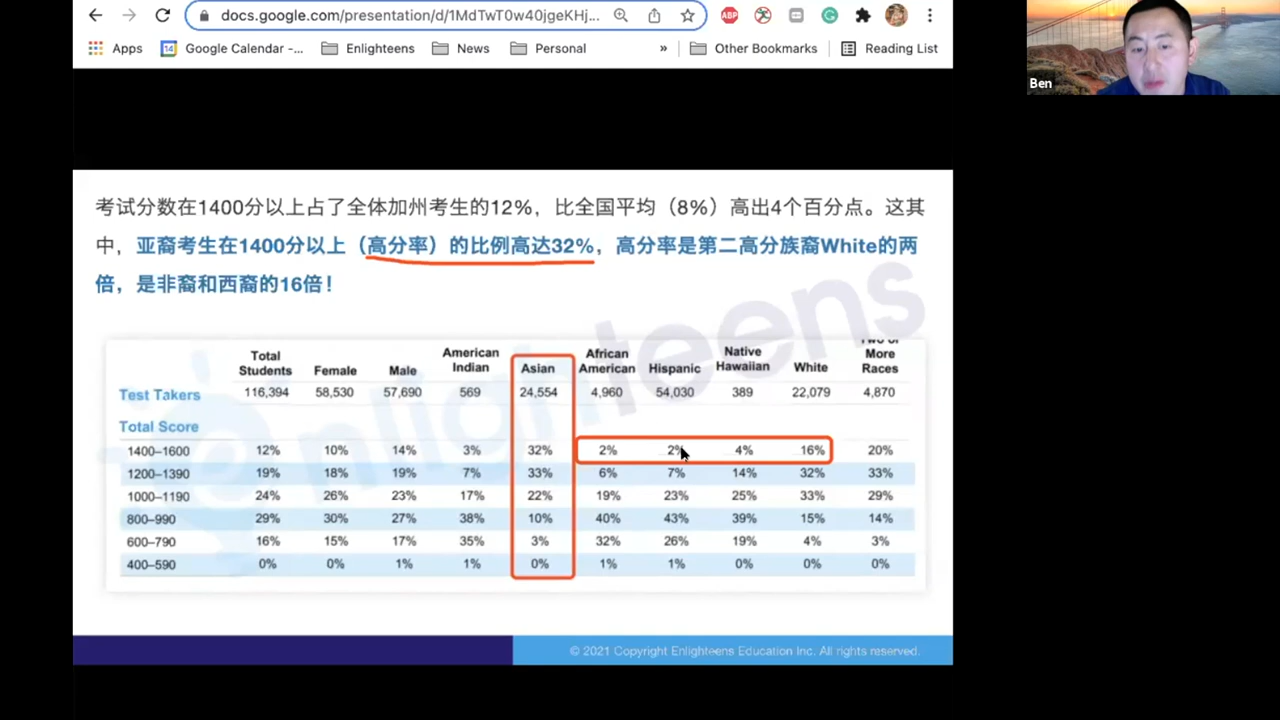 docs.google.com/presentation/d/1MdTwT0w40jgeKHj...
Apps Google Calendar -... Enlighteens News Personal » Other Bookmarks Reading List
Ben
考试分数在1400分以上占了全体加州考生的12%，比全国平均（8%）高出4个百分点。这其
中，亚裔考生在1400分以上（高分率）的比例高达32%，高分率是第二高分族裔White的两
倍，是非裔和西裔的16倍！
Total Students Female Male American Indian Asian African American Hispanic Native Hawaiian White Two or More Races
Test Takers 116,394 58,530 57,690 569 24,554 4,960 54,030 389 22,079 4,870
Total Score
1400–1600 12% 10% 14% 3% 32% 2% 2% 4% 16% 20%
1200–1390 19% 18% 19% 7% 33% 6% 7% 14% 32% 33%
1000–1190 24% 26% 23% 17% 22% 19% 23% 25% 33% 29%
800–990 29% 30% 27% 38% 10% 40% 43% 39% 15% 14%
600–790 16% 15% 17% 35% 3% 32% 26% 19% 4% 3%
400–590 0% 0% 1% 1% 0% 1% 1% 0% 0% 0%
enlighteens
© 2021 Copyright Enlighteens Education Inc. All rights reserved.